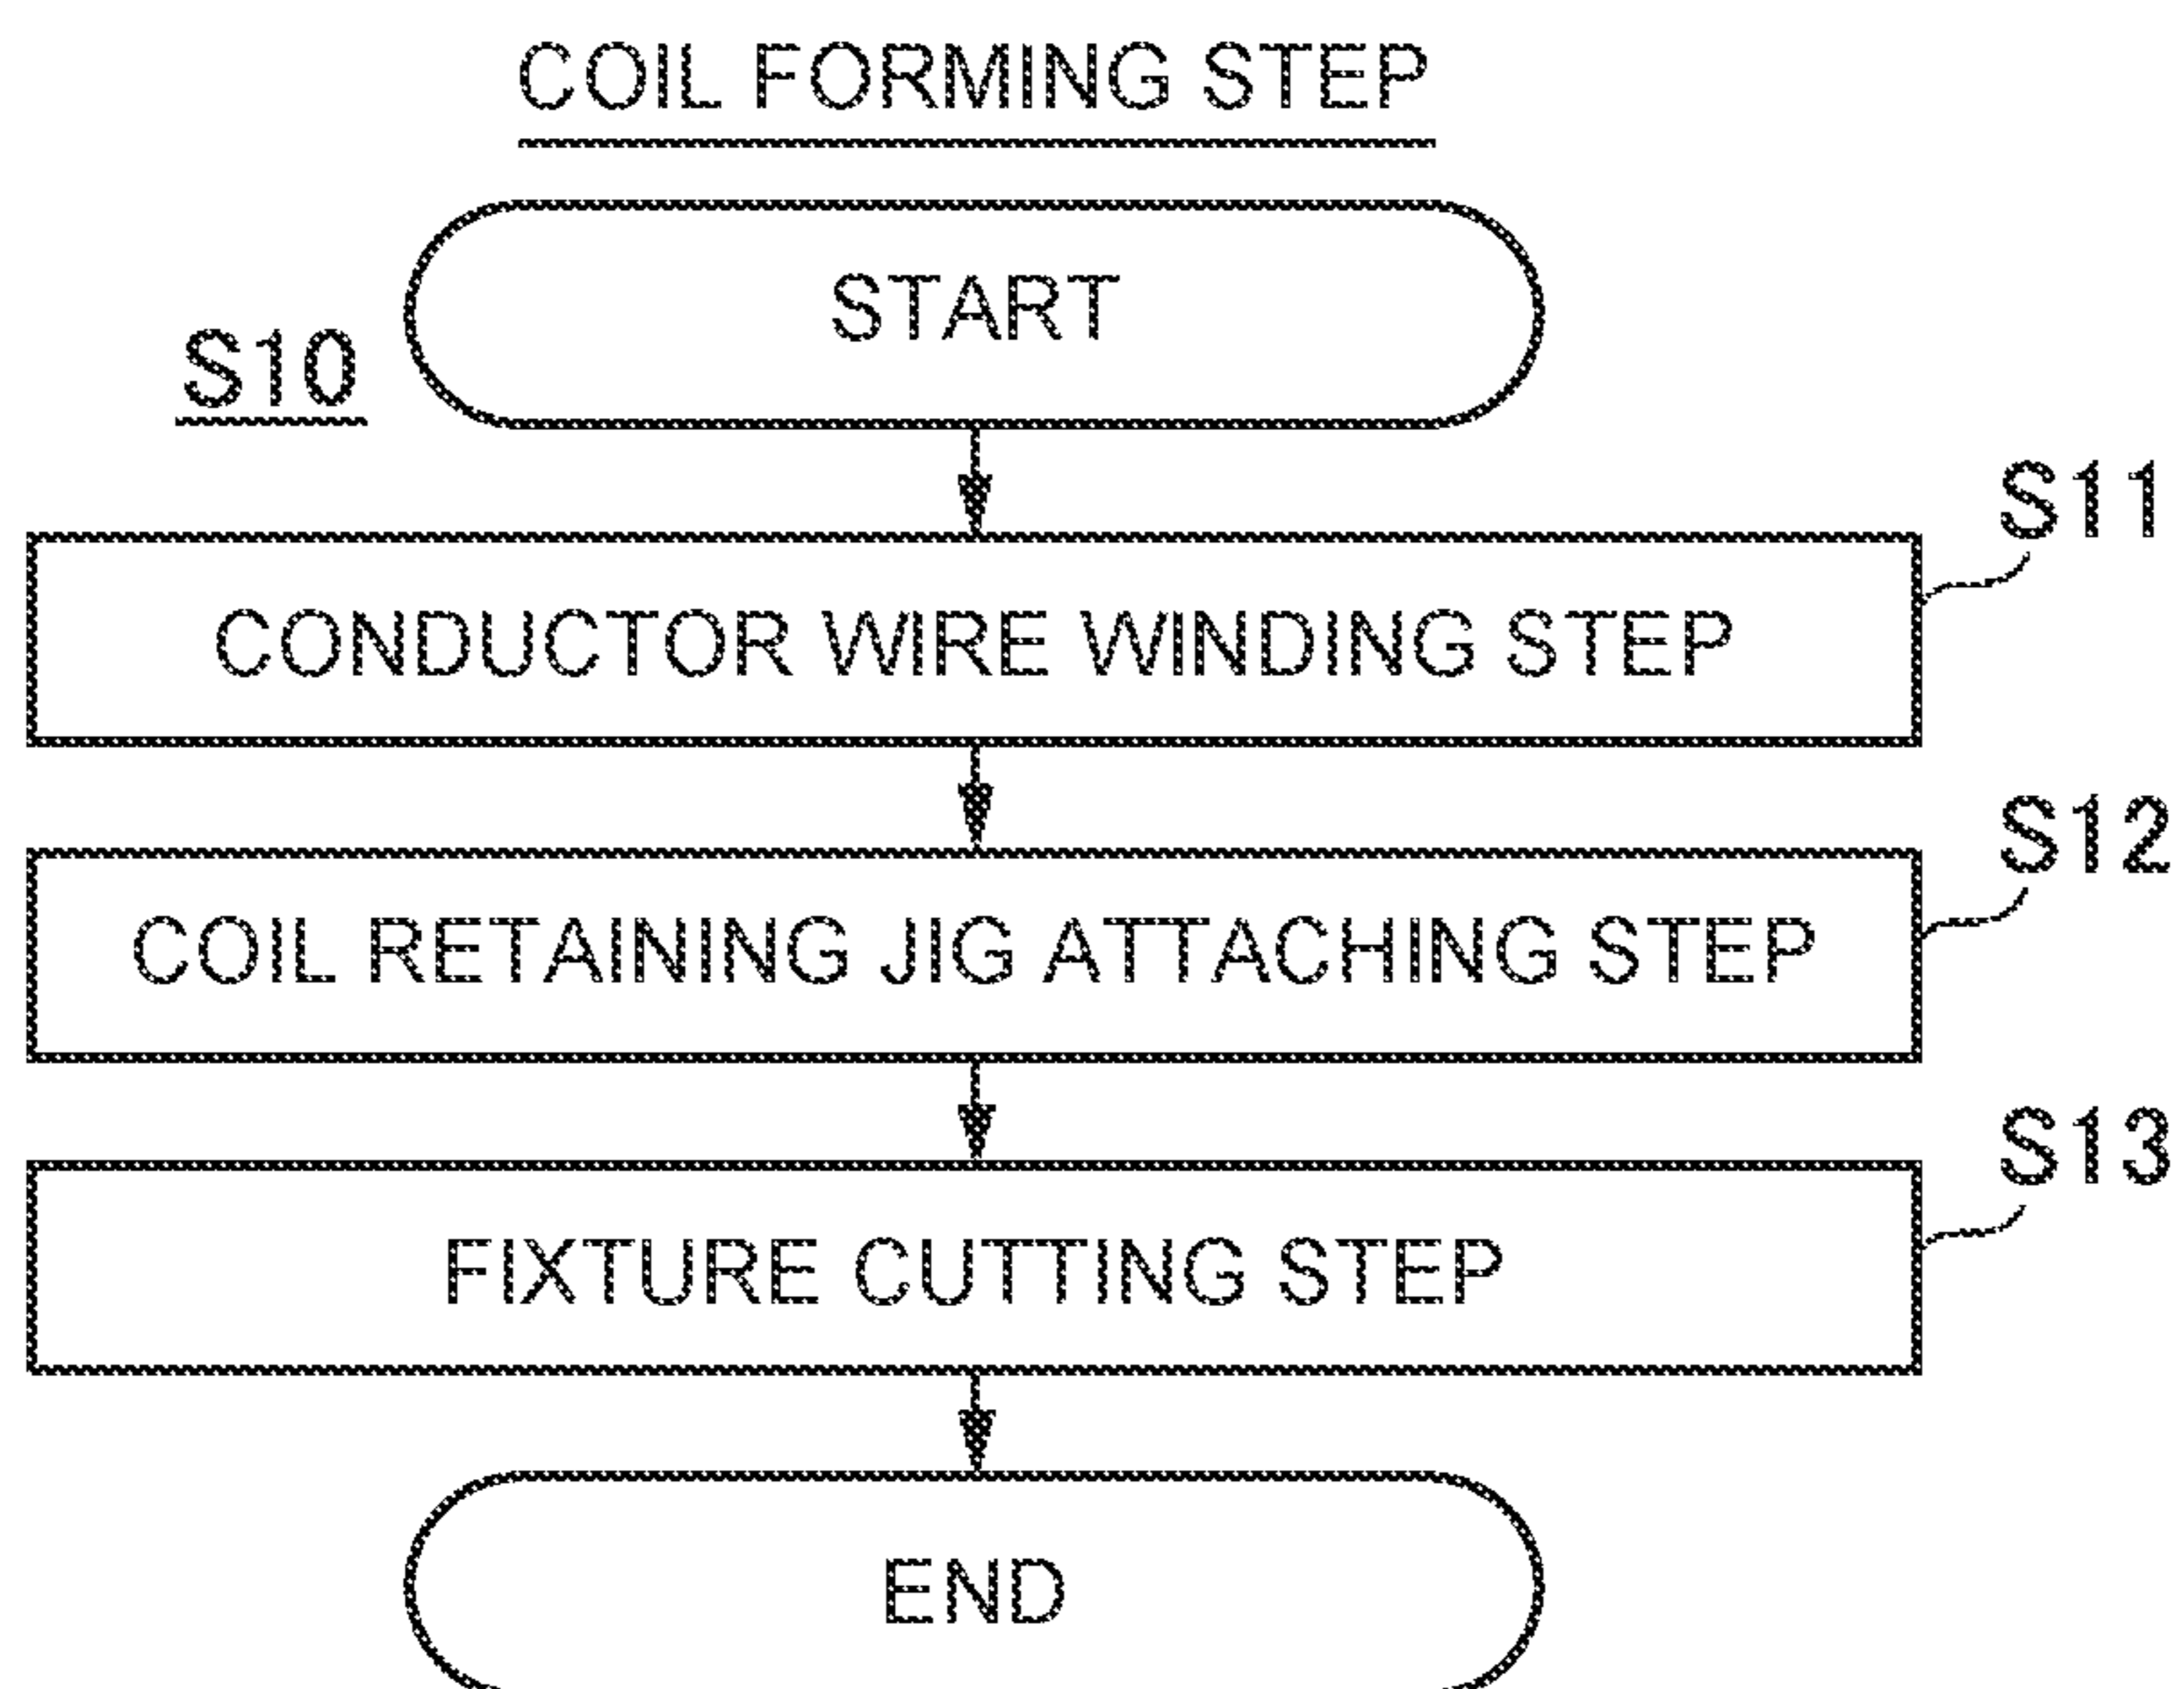 COIL FORMING STEP
START
S10
S11
CONDUCTOR WIRE WINDING STEP
S12
COIL RETAINING JIG ATTACHING STEP
S13
FIXTURE CUTTING STEP
END